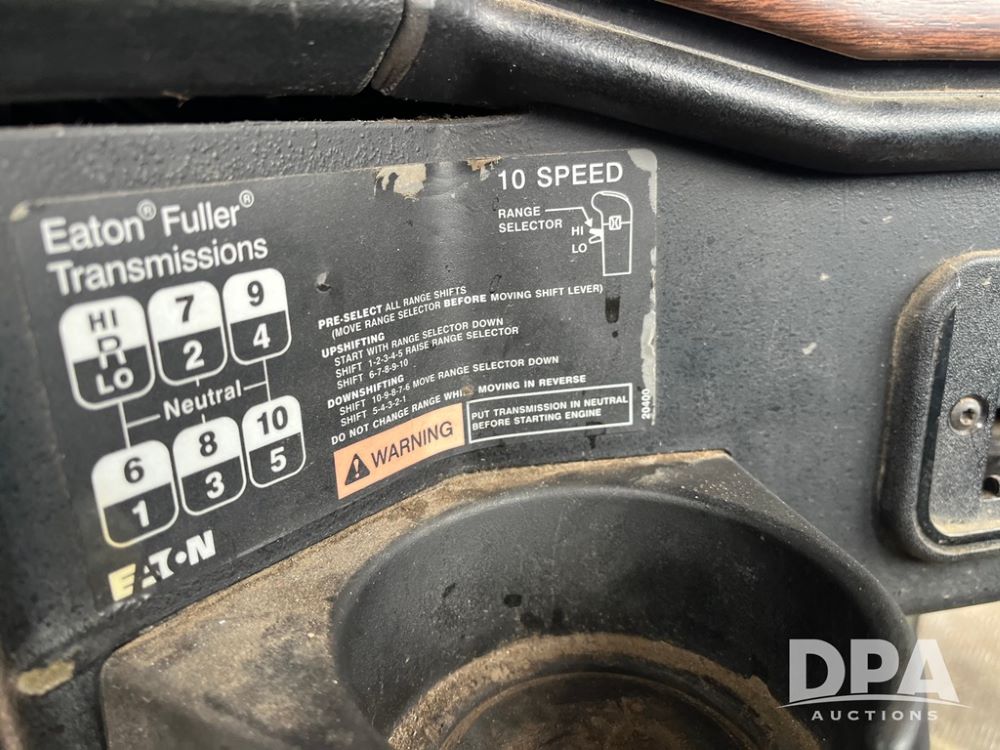 Eaton® Fuller®
Transmissions
HI
R
LO
7
2
9
4
Neutral
6
1
8
3
10
5
EAT•N
10 SPEED
RANGE
SELECTOR
HI
LO
PRE-SELECT ALL RANGE SHIFTS
(MOVE RANGE SELECTOR BEFORE MOVING SHIFT LEVER)
UPSHIFTING
START WITH RANGE SELECTOR DOWN
SHIFT 1-2-3-4-5 RAISE RANGE SELECTOR
SHIFT 6-7-8-9-10
DOWNSHIFTING
SHIFT 10-9-8-7-6 MOVE RANGE SELECTOR DOWN
SHIFT 5-4-3-2-1
DO NOT CHANGE RANGE WHILE MOVING IN REVERSE
WARNING
PUT TRANSMISSION IN NEUTRAL
BEFORE STARTING ENGINE
20400
DPA
AUCTIONS